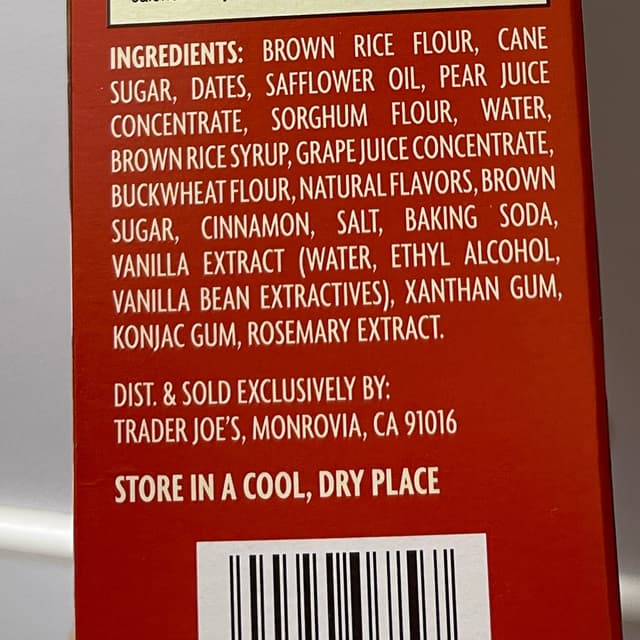 INGREDIENTS: BROWN RICE FLOUR, CANE
SUGAR, DATES, SAFFLOWER OIL, PEAR JUICE
CONCENTRATE, SORGHUM FLOUR, WATER,
BROWN RICE SYRUP, GRAPE JUICE CONCENTRATE,
BUCKWHEAT FLOUR, NATURAL FLAVORS, BROWN
SUGAR, CINNAMON, SALT, BAKING SODA,
VANILLA EXTRACT (WATER, ETHYL ALCOHOL,
VANILLA BEAN EXTRACTIVES), XANTHAN GUM,
KONJAC GUM, ROSEMARY EXTRACT.
DIST. & SOLD EXCLUSIVELY BY:
TRADER JOE'S, MONROVIA, CA 91016
STORE IN A COOL, DRY PLACE